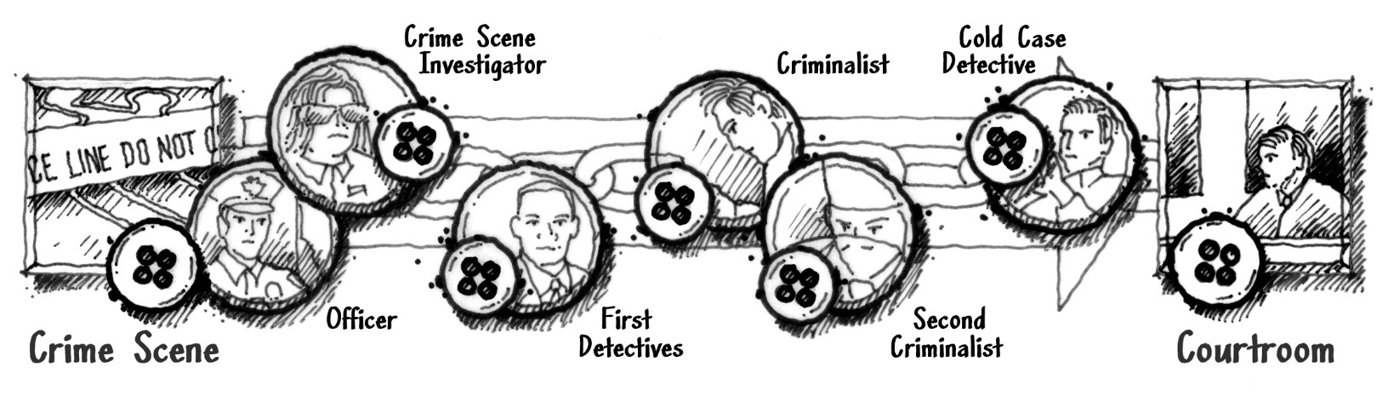 Crime Scene
Investigator
Criminalist
Cold Case
Detective
CE LINE DO NOT
Officer
First
Detectives
Second
Criminalist
Crime Scene
Courtroom